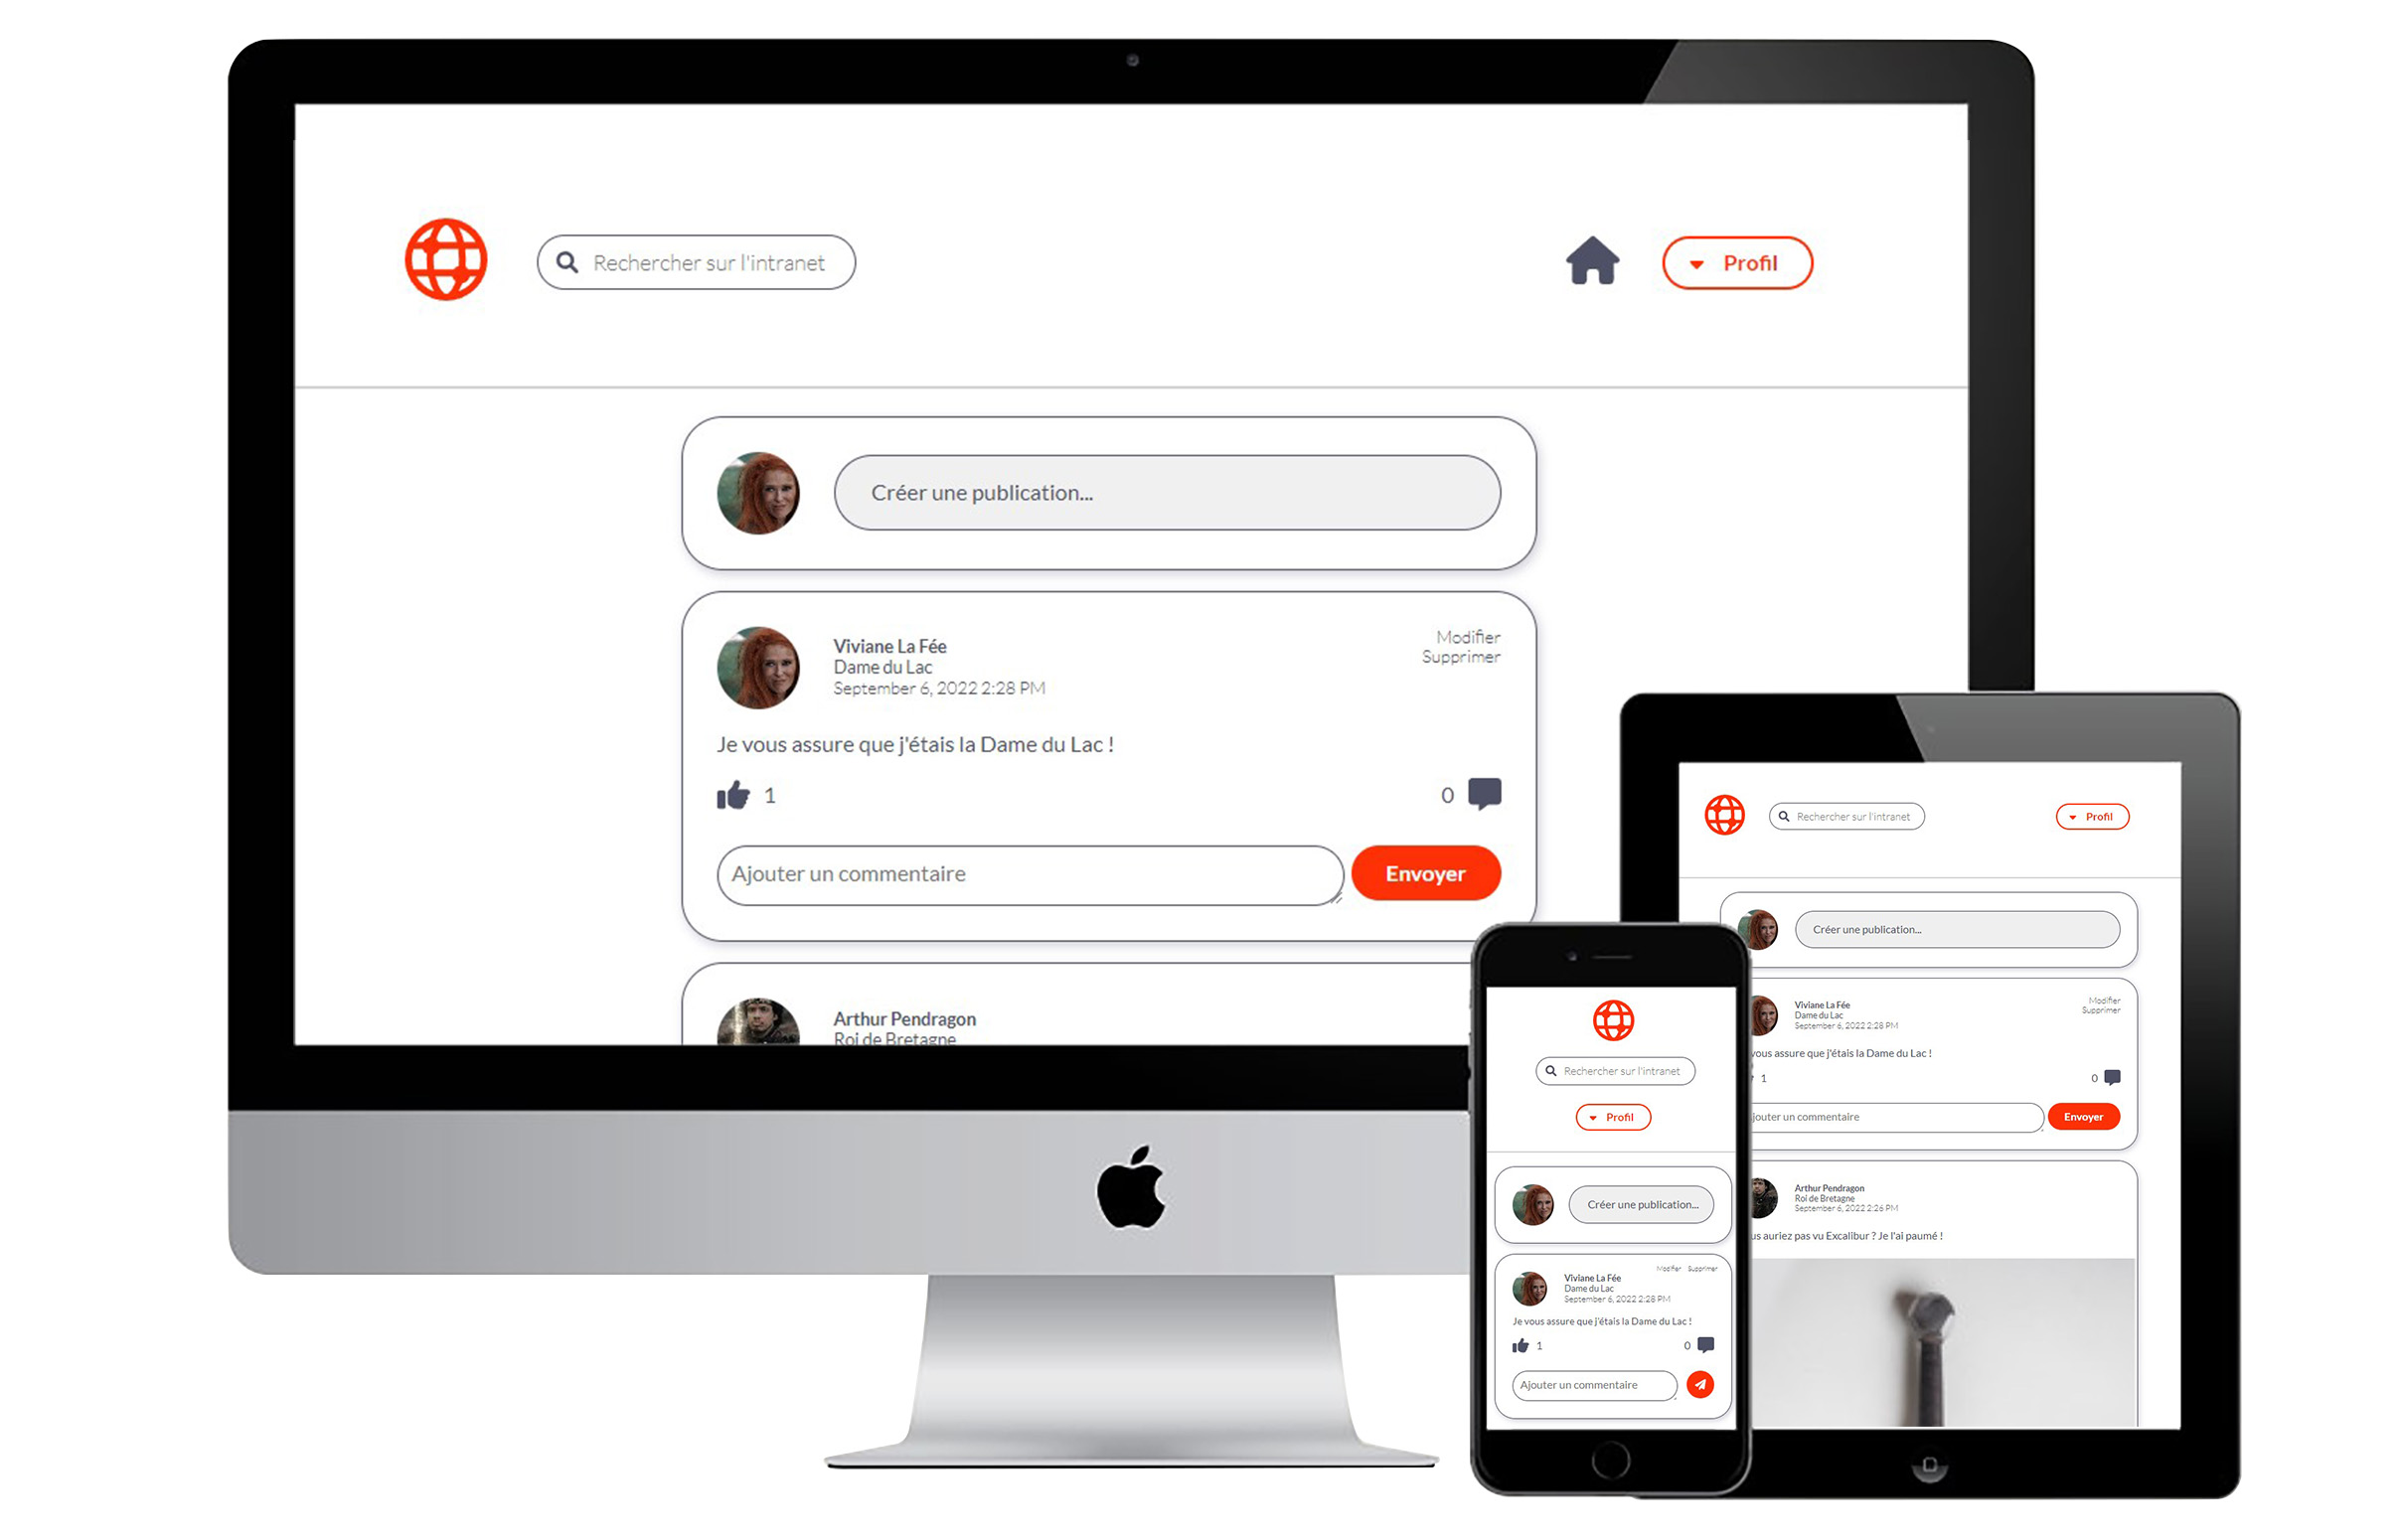 Rechercher sur l'intranet
Profil
Créer une publication...
Viviane La Fée
Dame du Lac
September 6, 2022 2:28 PM
Modifier
Supprimer
Je vous assure que j'étais la Dame du Lac !
1
0
Ajouter un commentaire
Envoyer
Arthur Pendragon
Roi de Bretagne
Rechercher sur l'intranet
Profil
Créer une publication...
Viviane La Fée
Dame du Lac
September 6, 2022 2:28 PM
Modifier
Supprimer
vous assure que j'étais la Dame du Lac !
1
0
jouter un commentaire
Envoyer
Arthur Pendragon
Roi de Bretagne
September 6, 2022 2:26 PM
us auriez pas vu Excalibur ? Je l'ai paumé !
Rechercher sur l'intranet
Profil
Créer une publication...
Modifier Supprimer
Viviane La Fée
Dame du Lac
September 6, 2022 2:28 PM
Je vous assure que j'étais la Dame du Lac !
1
0
Ajouter un commentaire